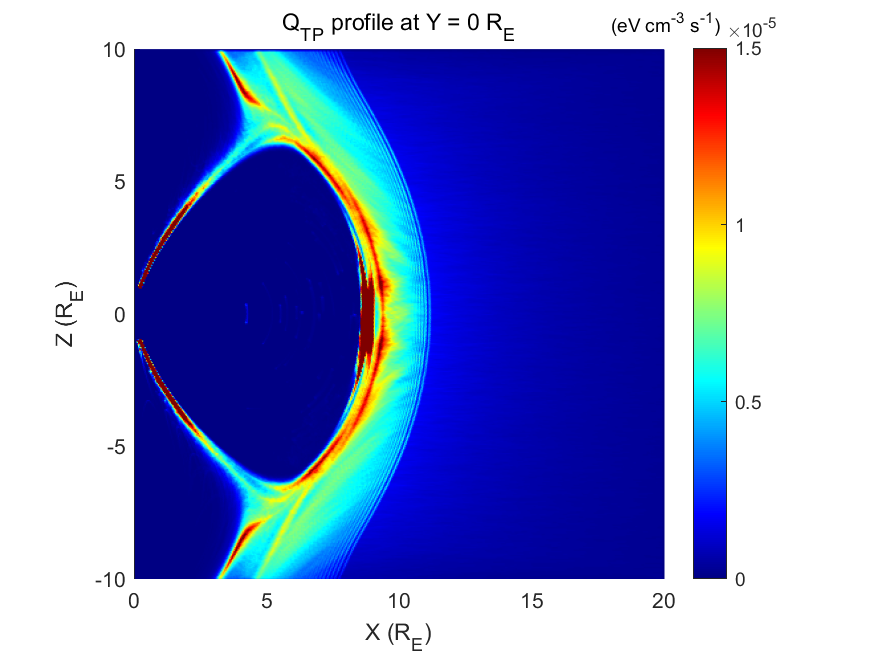 Q_TP profile at Y = 0 R_E
(eV cm^-3 s^-1) ×10^-5
10
5
0
-5
-10
Z (R_E)
0 5 10 15 20
X (R_E)
1.5
1
0.5
0